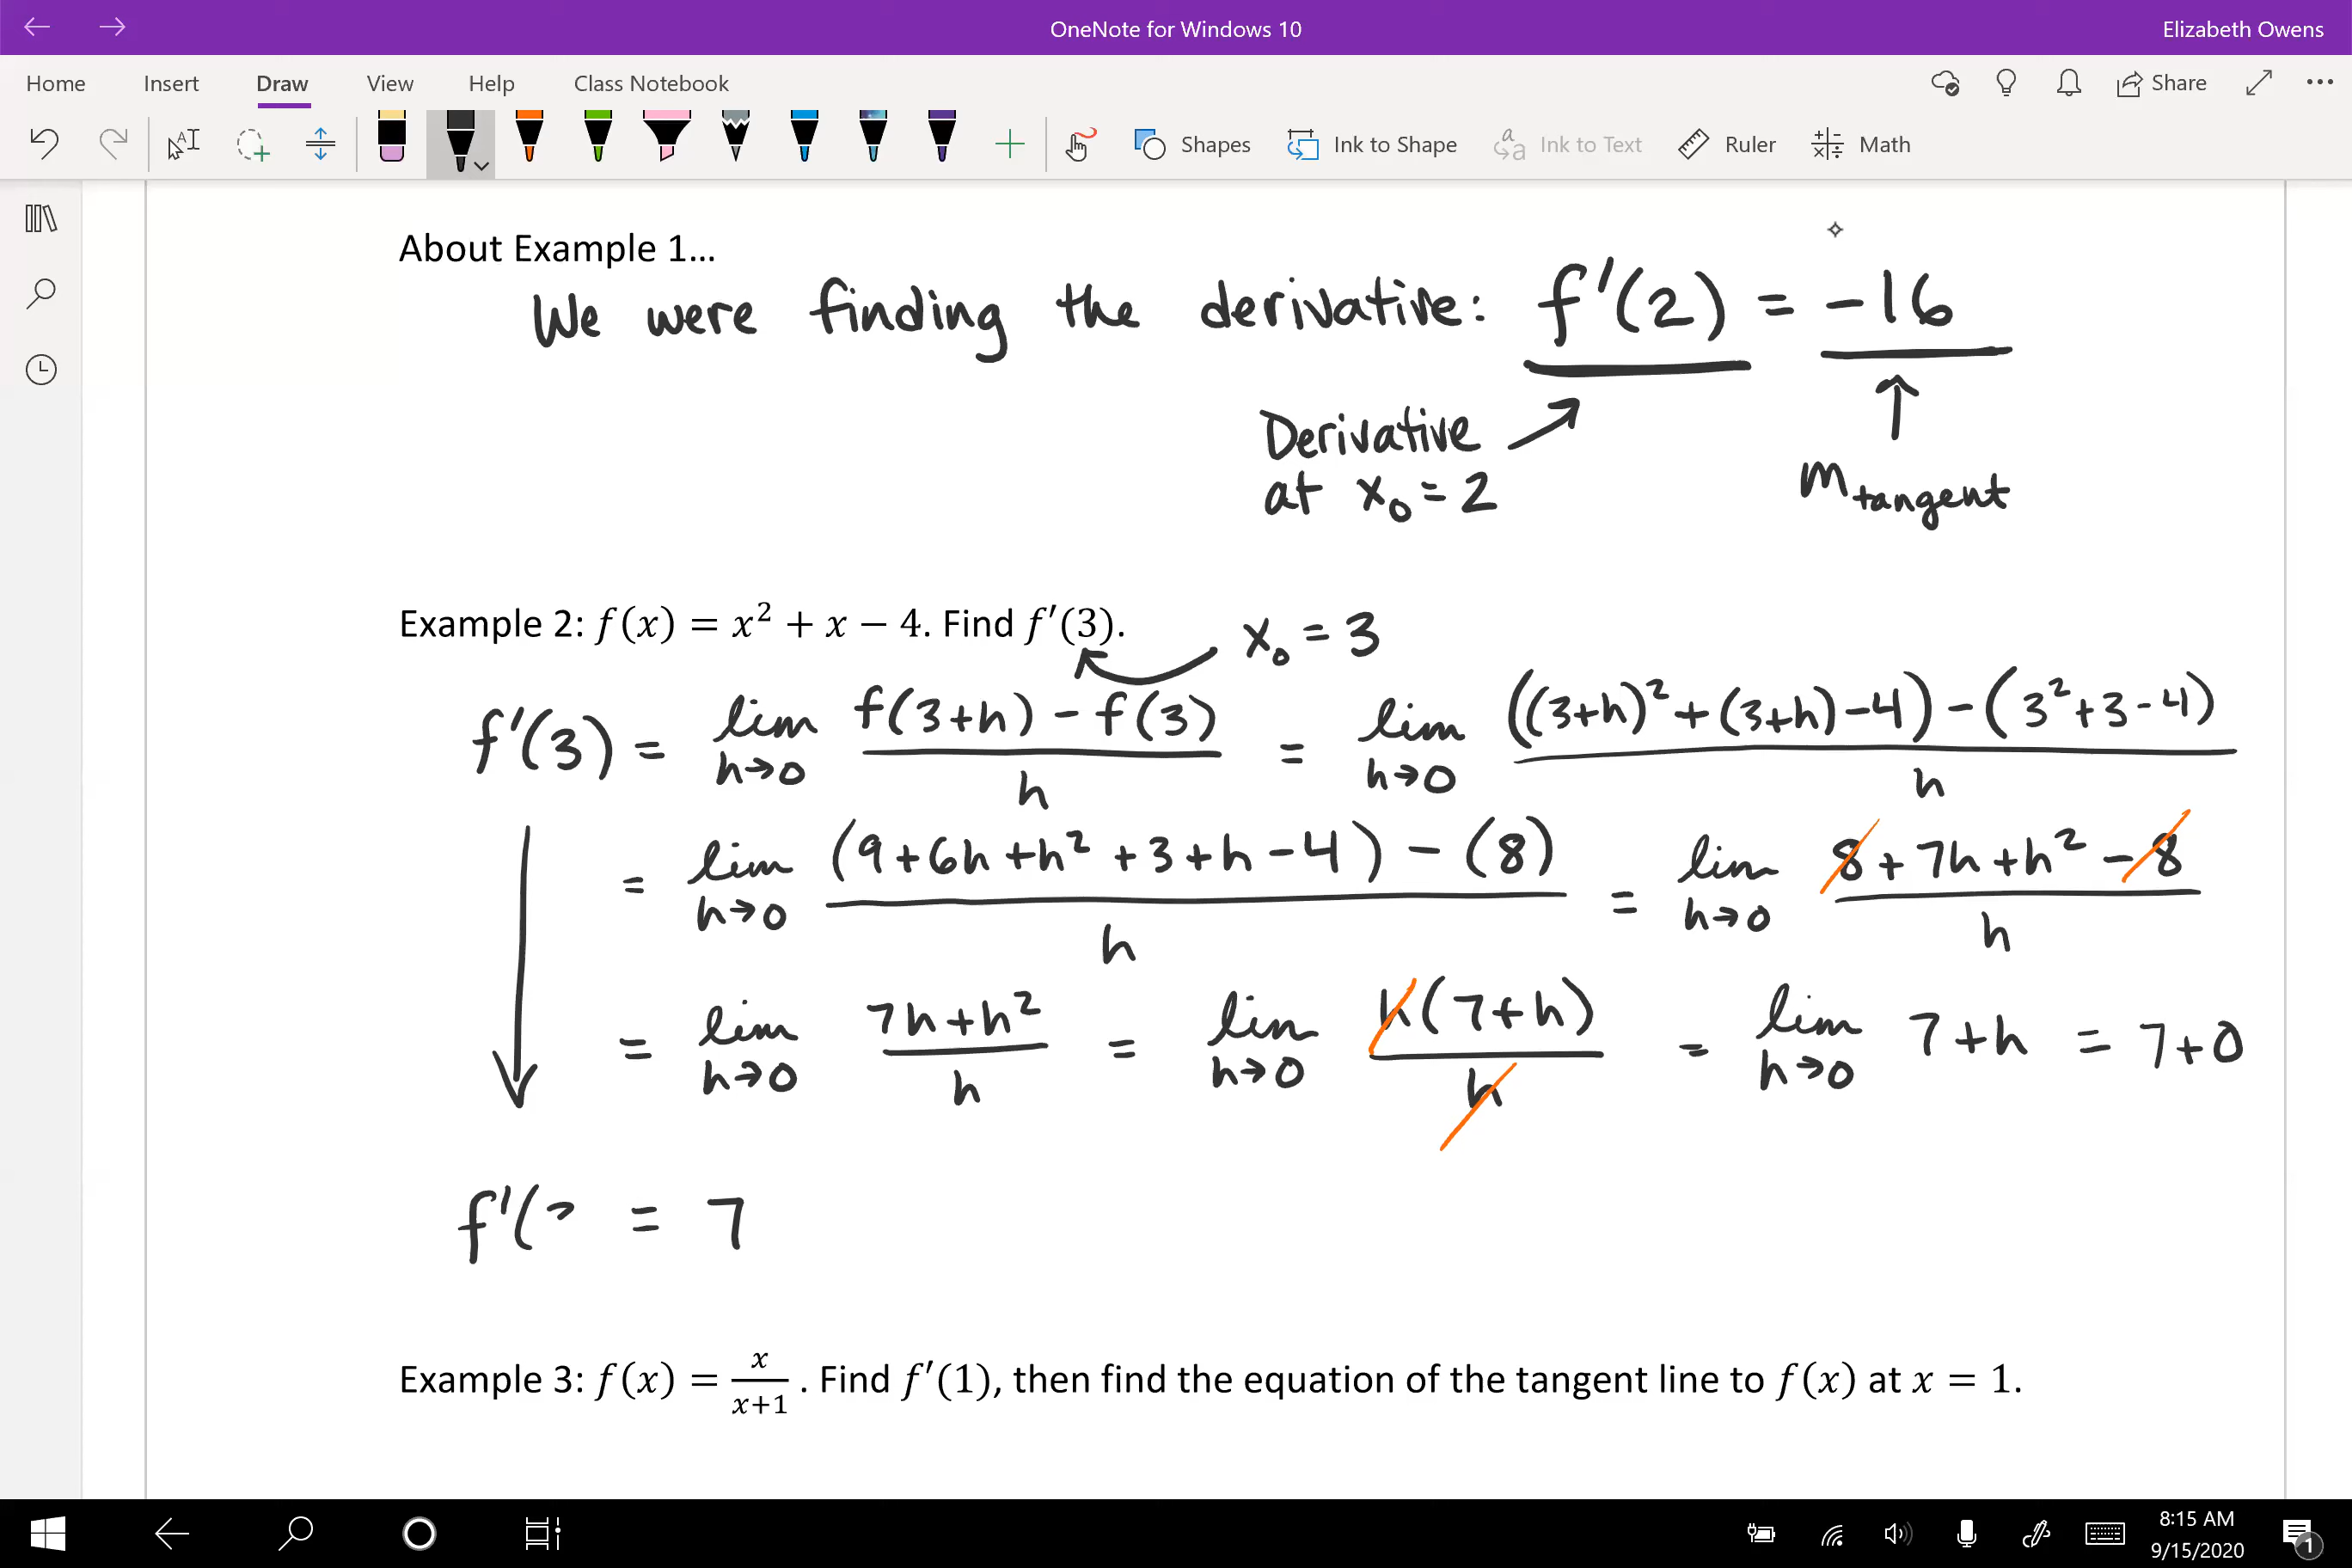 OneNote for Windows 10 Elizabeth Owens
Home Insert Draw View Help Class Notebook Share
Shapes Ink to Shape Ink to Text Ruler Math
About Example 1...
We were finding the derivative: f'(2) = -16
Derivative
at x₀ = 2
m tangent
Example 2: f(x) = x² + x − 4. Find f'(3).
x₀ = 3
f'(3) = lim h→0 (f(3+h) - f(3))/h = lim h→0 (((3+h)²+(3+h)-4)-(3²+3-4))/h
= lim h→0 ((9+6h+h²+3+h-4)-(8))/h = lim h→0 (8+7h+h²-8)/h
= lim h→0 (7h+h²)/h = lim h→0 h(7+h)/h = lim h→0 7+h = 7+0
f'( = 7
Example 3: f(x) = x/(x+1) . Find f'(1), then find the equation of the tangent line to f(x) at x = 1.
8:15 AM
9/15/2020
1